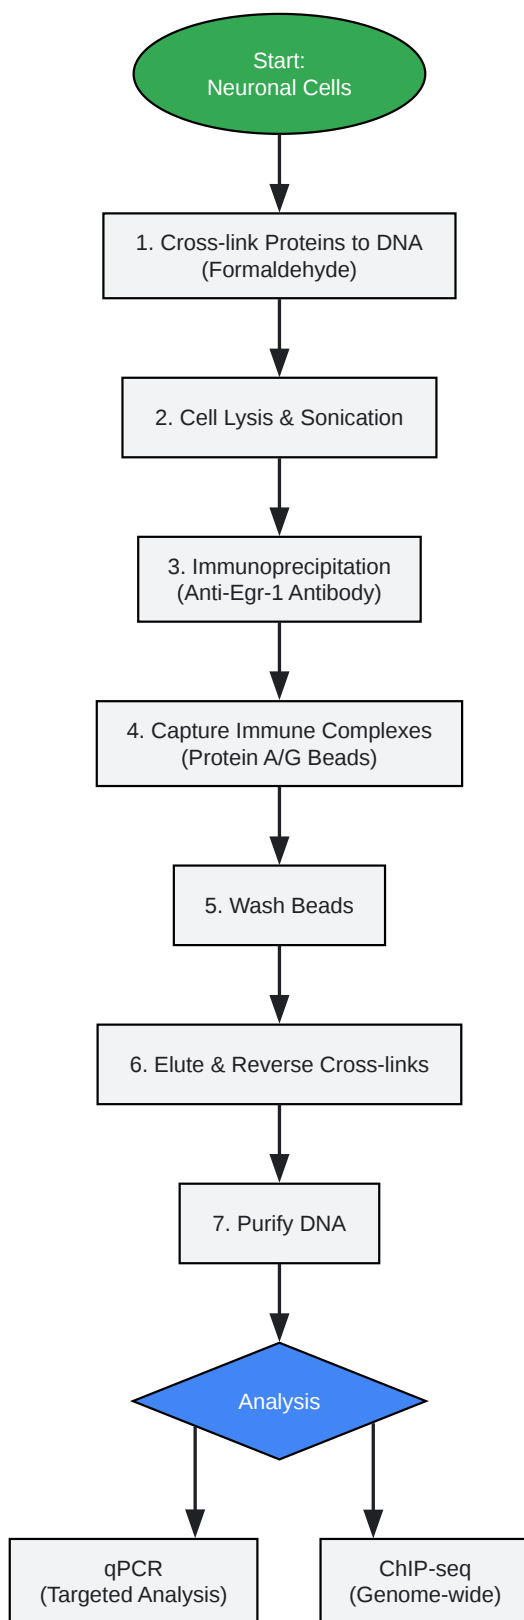 Start:
Neuronal Cells
1. Cross-link Proteins to DNA
(Formaldehyde)
2. Cell Lysis & Sonication
3. Immunoprecipitation
(Anti-Egr-1 Antibody)
4. Capture Immune Complexes
(Protein A/G Beads)
5. Wash Beads
6. Elute & Reverse Cross-links
7. Purify DNA
Analysis
qPCR
(Targeted Analysis)
ChIP-seq
(Genome-wide)